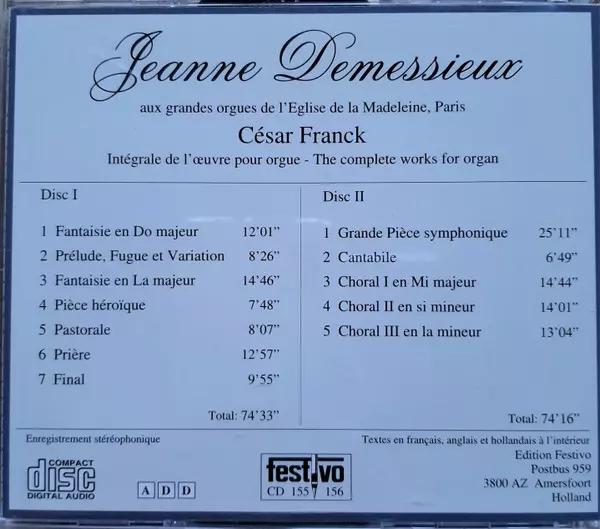 Jeanne Demessieux
aux grandes orgues de l'Eglise de la Madeleine, Paris
César Franck
Intégrale de l'œuvre pour orgue - The complete works for organ
Disc I
1 Fantaisie en Do majeur 12'01"
2 Prélude, Fugue et Variation 8'26"
3 Fantaisie en La majeur 14'46"
4 Pièce héroïque 7'48"
5 Pastorale 8'07"
6 Prière 12'57"
7 Final 9'55"
Total: 74'33"
Disc II
1 Grande Pièce symphonique 25'11"
2 Cantabile 6'49"
3 Choral I en Mi majeur 14'44"
4 Choral II en si mineur 14'01"
5 Choral III en la mineur 13'04"
Total: 74'16"
Enregistrement stéréophonique
COMPACT
disc
DIGITAL AUDIO
A D D
festivo
CD 155 156
Textes en français, anglais et hollandais à l'intérieur
Edition Festivo
Postbus 959
3800 AZ Amersfoort
Holland